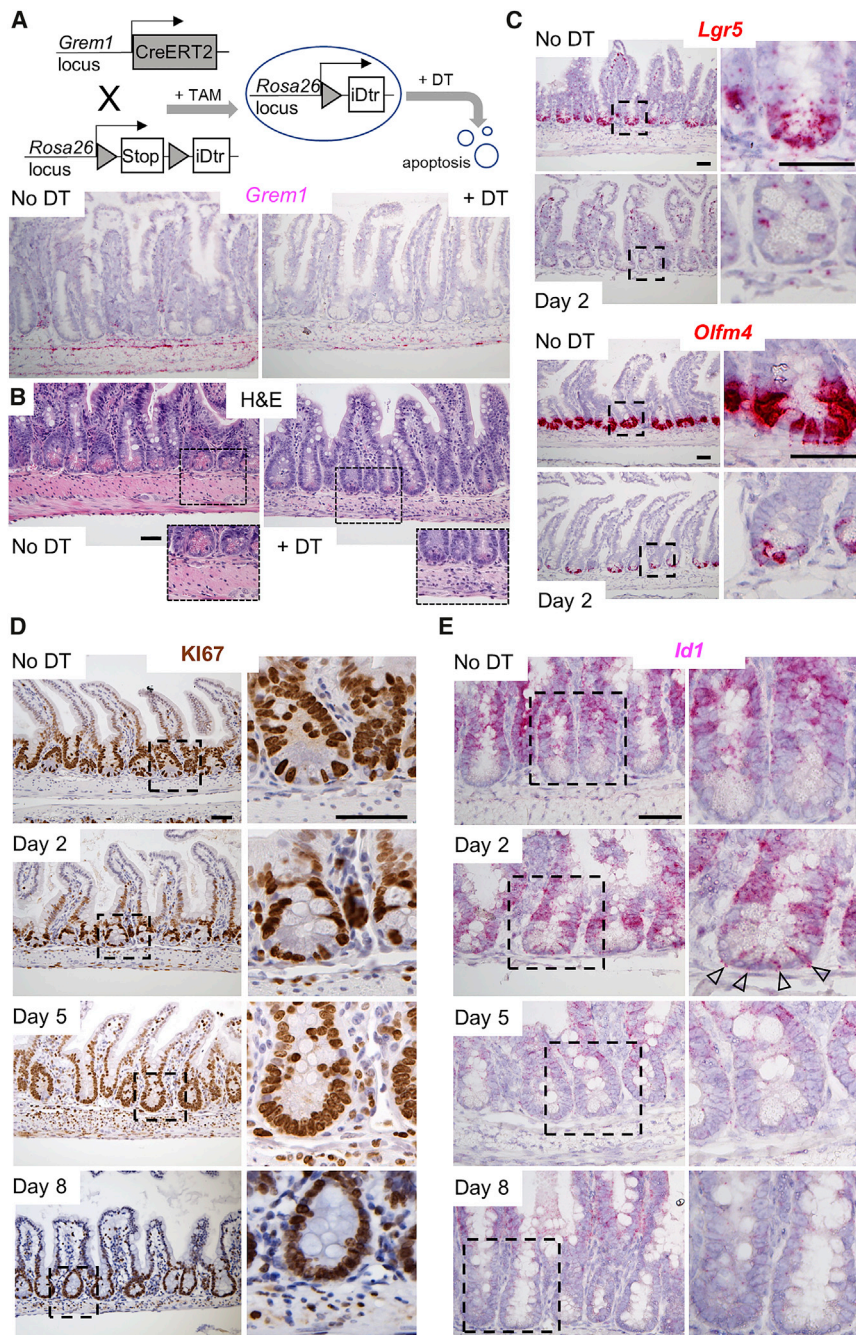 A
Grem1
locus
CreERT2
X
+ TAM
Rosa26
locus
Stop
iDtr
Rosa26
locus
iDtr
+ DT
apoptosis
No DT
Grem1
+ DT
B
H&E
No DT
+ DT
C
No DT
Lgr5
Day 2
No DT
Olfm4
Day 2
D
No DT
KI67
Day 2
Day 5
Day 8
E
No DT
Id1
Day 2
Day 5
Day 8